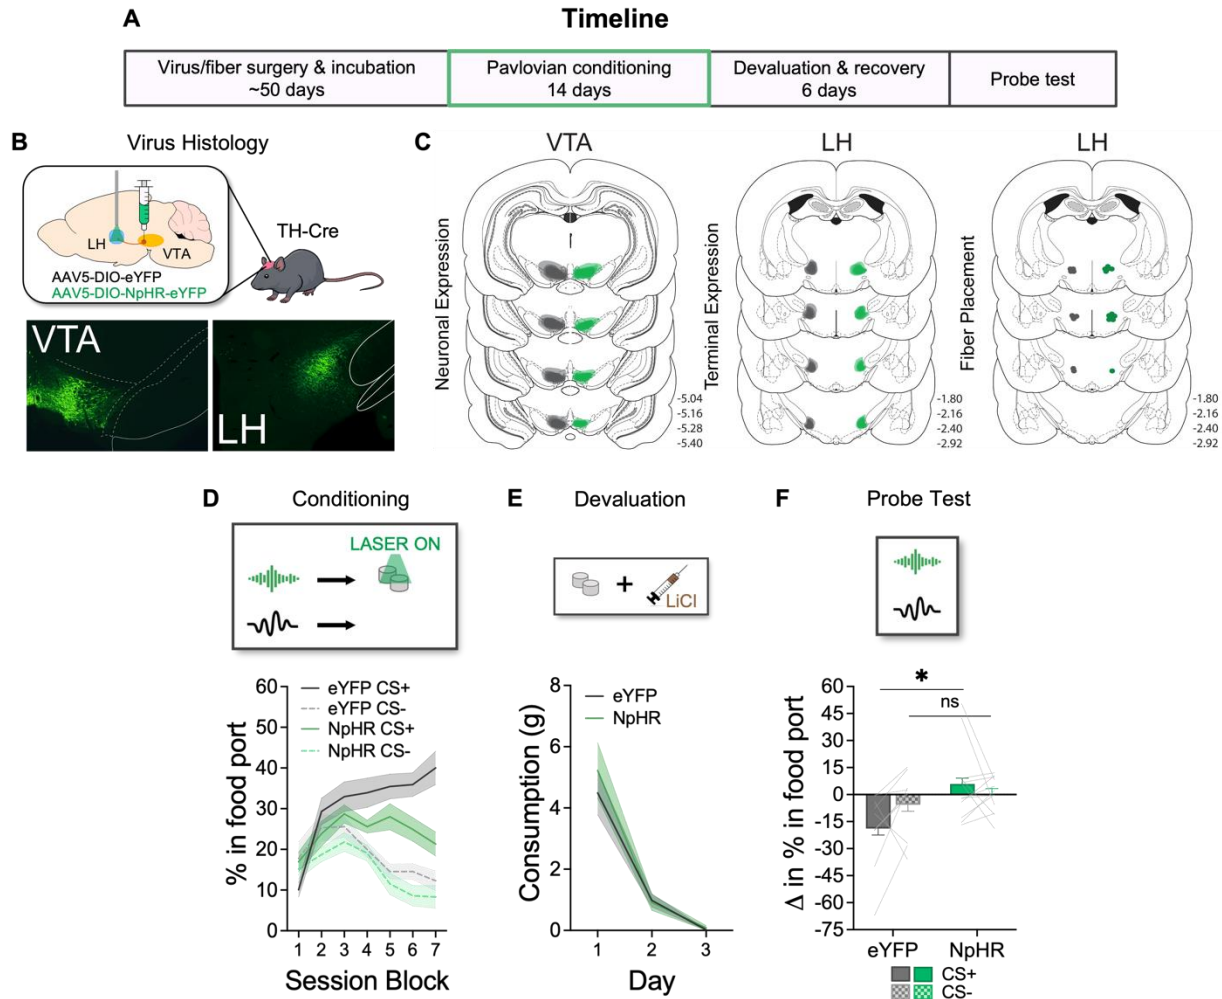 A
Timeline
Virus/fiber surgery & incubation
~50 days
Pavlovian conditioning
14 days
Devaluation & recovery
6 days
Probe test
B
Virus Histology
LH
VTA
AAV5-DIO-eYFP
AAV5-DIO-NpHR-eYFP
TH-Cre
VTA
LH
C
VTA
LH
LH
Neuronal Expression
-5.04
-5.16
-5.28
-5.40
Terminal Expression
-1.80
-2.16
-2.40
-2.92
Fiber Placement
-1.80
-2.16
-2.40
-2.92
D
Conditioning
LASER ON
% in food port
60
50
40
30
20
10
0
eYFP CS+
eYFP CS-
NpHR CS+
NpHR CS-
1 2 3 4 5 6 7
Session Block
E
Devaluation
+
LiCl
Consumption (g)
8
6
4
2
0
eYFP
NpHR
1 2 3
Day
F
Probe Test
Δ in % in food port
60
45
30
15
0
-15
-30
-45
-60
-75
*
ns
eYFP NpHR
CS+
CS-